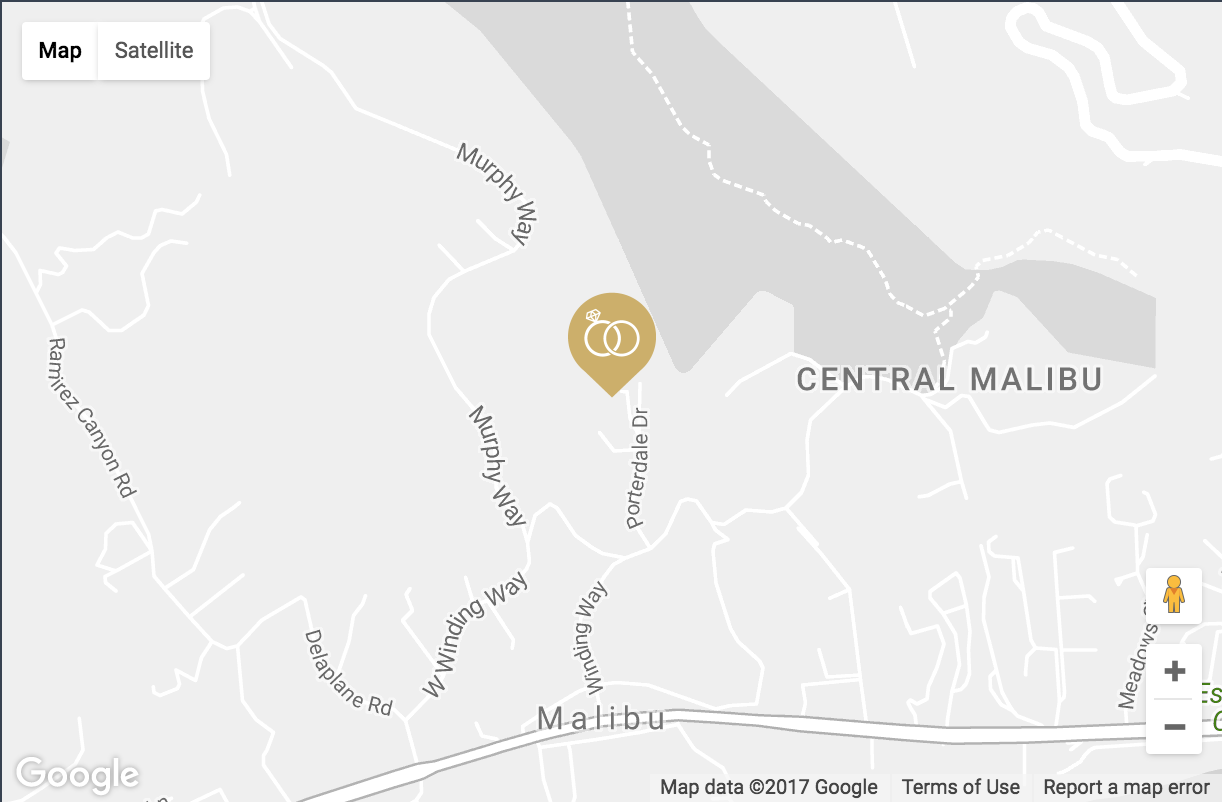 Map
Satellite
Murphy Way
Ramirez Canyon Rd
CENTRAL MALIBU
Murphy Way
Porterdale Dr
W Winding Way
Winding Way
Delaplane Rd
Meadows
Malibu
Google
Map data ©2017 Google
Terms of Use
Report a map error